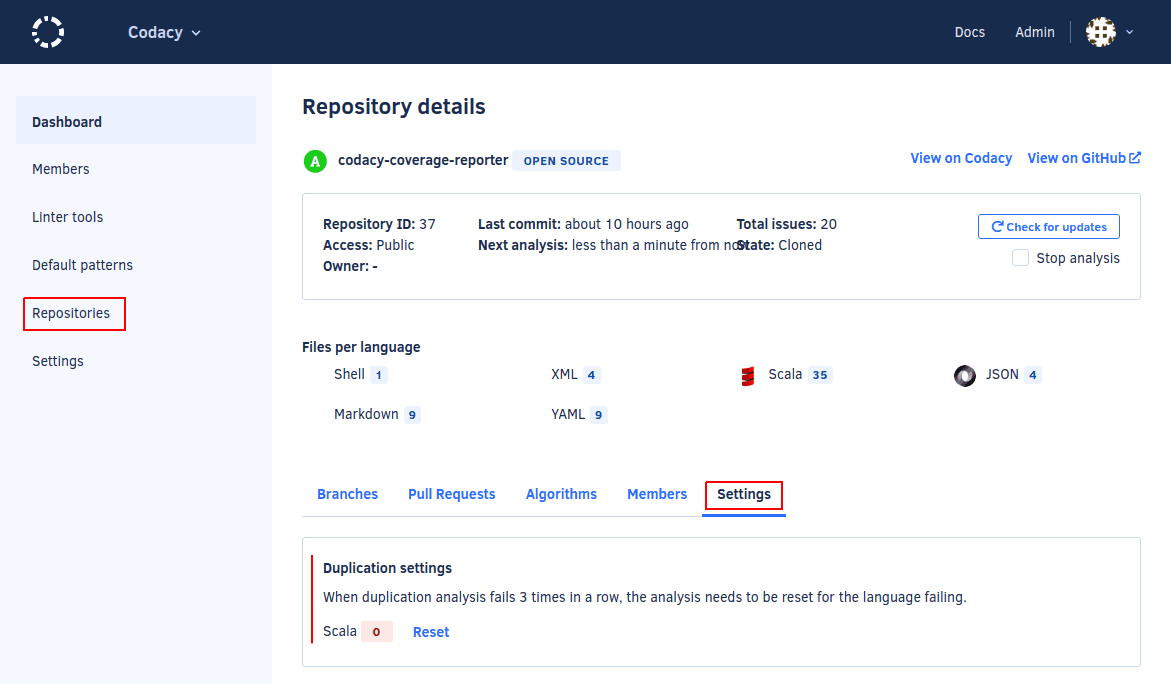 Codacy
Docs Admin
Dashboard
Members
Linter tools
Default patterns
Repositories
Settings
Repository details
A codacy-coverage-reporter OPEN SOURCE View on Codacy View on GitHub
Repository ID: 37 Last commit: about 10 hours ago Total issues: 20 Check for updates
Access: Public Next analysis: less than a minute from now State: Cloned Stop analysis
Owner: -
Files per language
Shell 1 XML 4 Scala 35 JSON 4
Markdown 9 YAML 9
Branches Pull Requests Algorithms Members Settings
Duplication settings
When duplication analysis fails 3 times in a row, the analysis needs to be reset for the language failing.
Scala 0 Reset